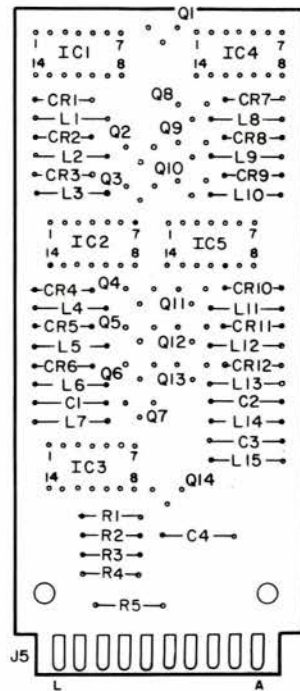 Q1
1 7 1 7
IC1 IC4
14 8 14 8
CR1 Q8 CR7
L1 L8
CR2 Q2 Q9 CR8
L2 L9
CR3 Q10 CR9
L3 Q3 L10
1 7 1 7
IC2 IC5
14 8 14 8
CR4 Q4 CR10
L4 Q11 L11
CR5 Q5 CR11
L5 Q12 L12
CR6 Q6 CR12
L6 Q13 L13
C1 C2
L7 Q7 L14
C3
1 7
IC3 L15
14 8
Q14
R1
R2 C4
R3
R4
R5
J5
L A